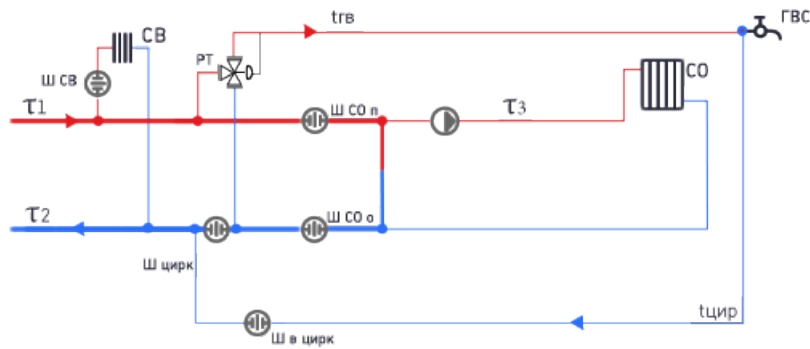 tгв
ГВС
СВ
РТ
Ш СВ
СО
τ1
Ш СО п
τ3
τ2
Ш СО о
Ш цирк
tцир
Ш в цирк